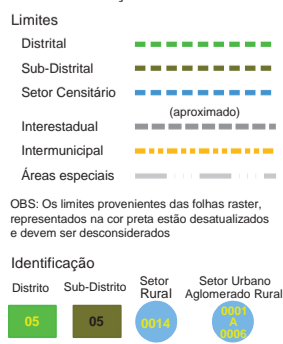 Limites
Distrital
Sub-Distrital
Setor Censitário
(aproximado)
Interestadual
Intermunicipal
Áreas especiais
OBS: Os limites provenientes das folhas raster,
representados na cor preta estão desatualizados
e devem ser desconsiderados
Identificação
Distrito
Sub-Distrito
Setor
Rural
Setor Urbano
Aglomerado Rural
05
05
0014
0001
A
0006